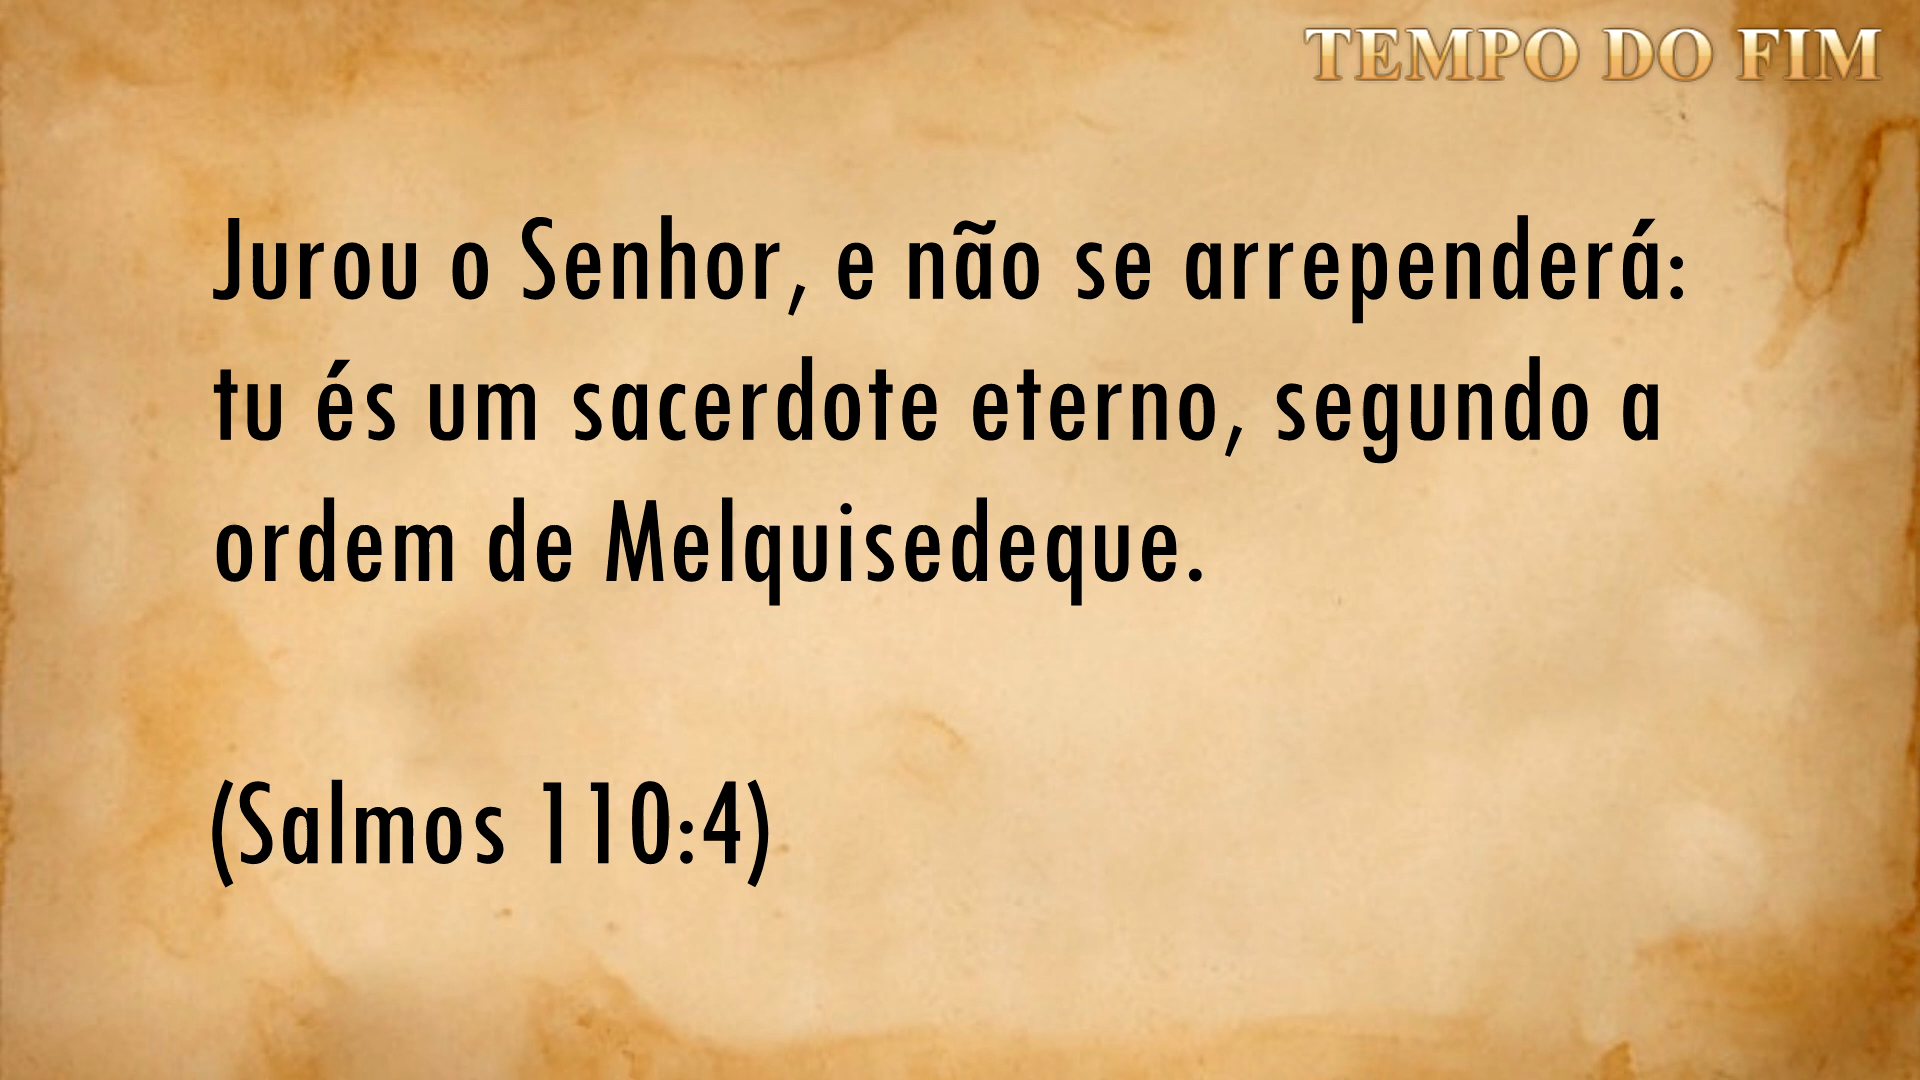 TEMPO DO FIM
Jurou o Senhor, e não se arrependerá:
tu és um sacerdote eterno, segundo a
ordem de Melquisedeque.
(Salmos 110:4)